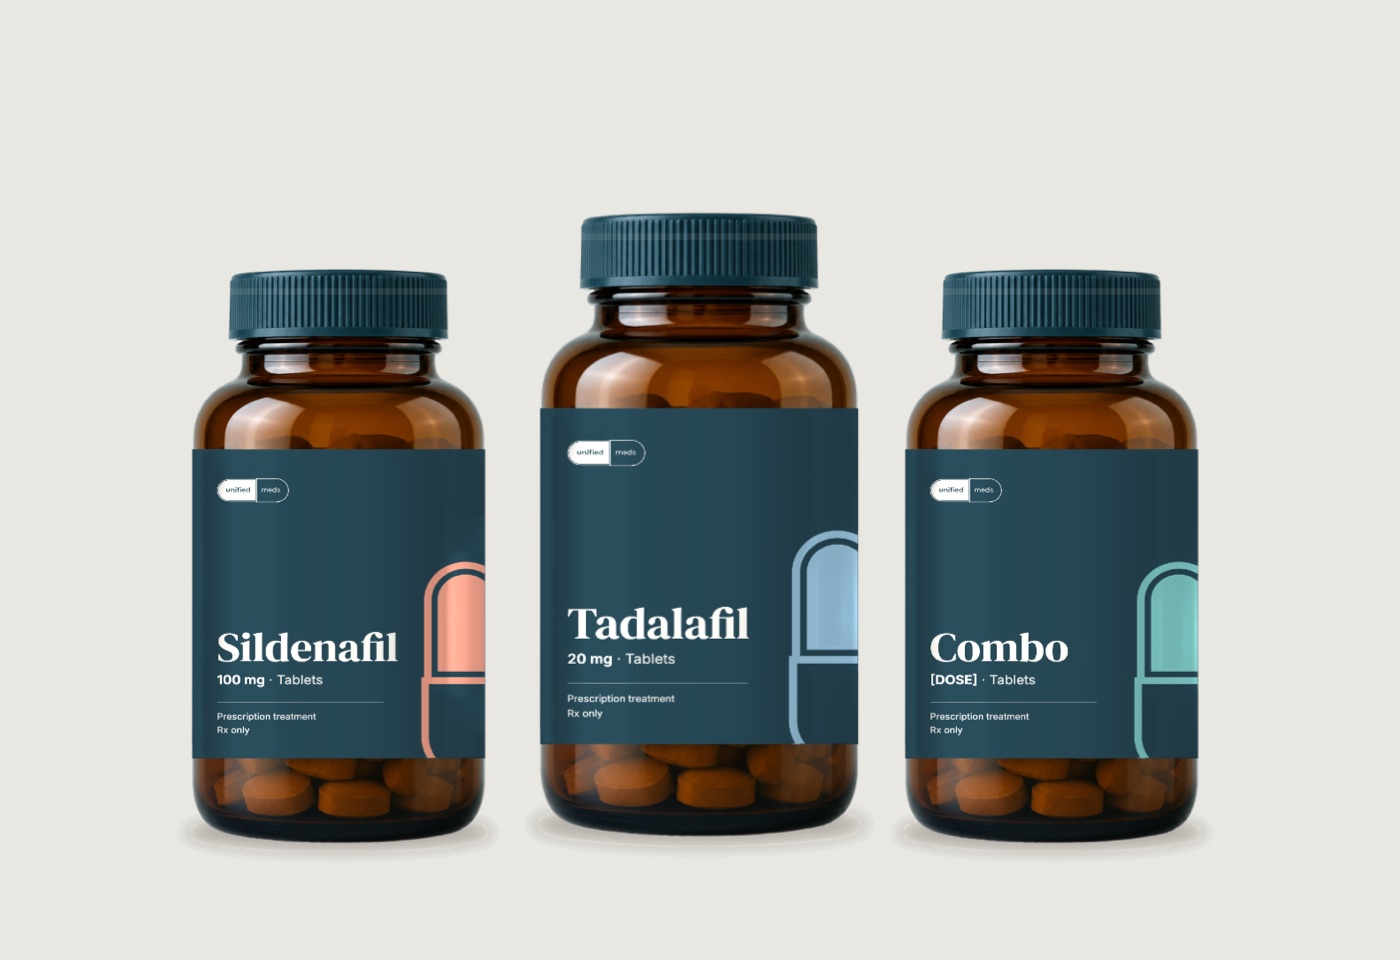 unified meds
Sildenafil
100 mg · Tablets
Prescription treatment
Rx only
unified meds
Tadalafil
20 mg · Tablets
Prescription treatment
Rx only
unified meds
Combo
[DOSE] · Tablets
Prescription treatment
Rx only